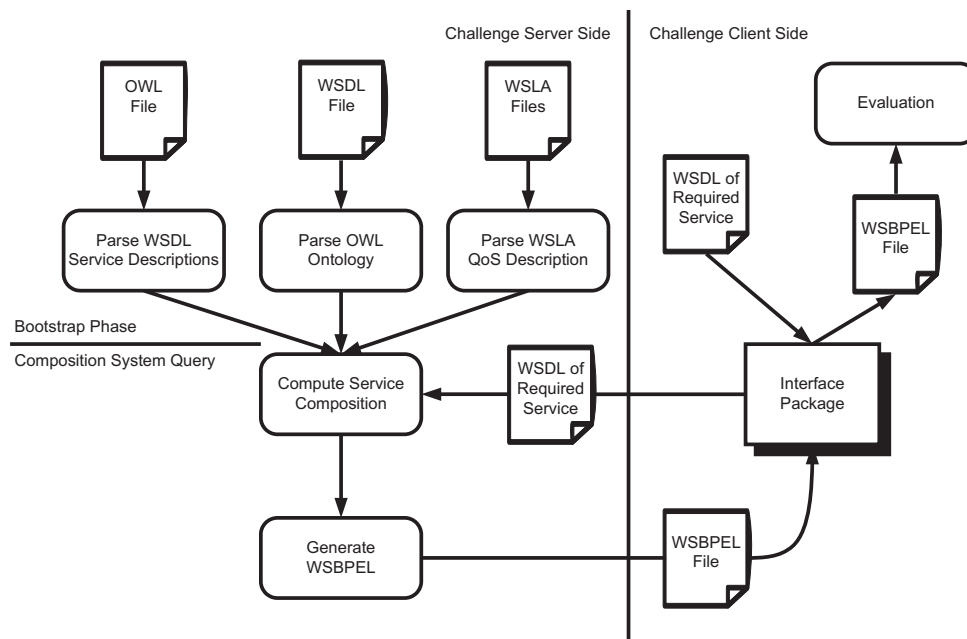 Challenge Server Side
Challenge Client Side
OWL
File
WSDL
File
WSLA
Files
Evaluation
WSDL of
Required
Service
Parse WSDL
Service Descriptions
Parse OWL
Ontology
Parse WSLA
QoS Description
WSBPEL
File
Bootstrap Phase
Composition System Query
Compute Service
Composition
WSDL of
Required
Service
Interface
Package
Generate
WSBPEL
WSBPEL
File